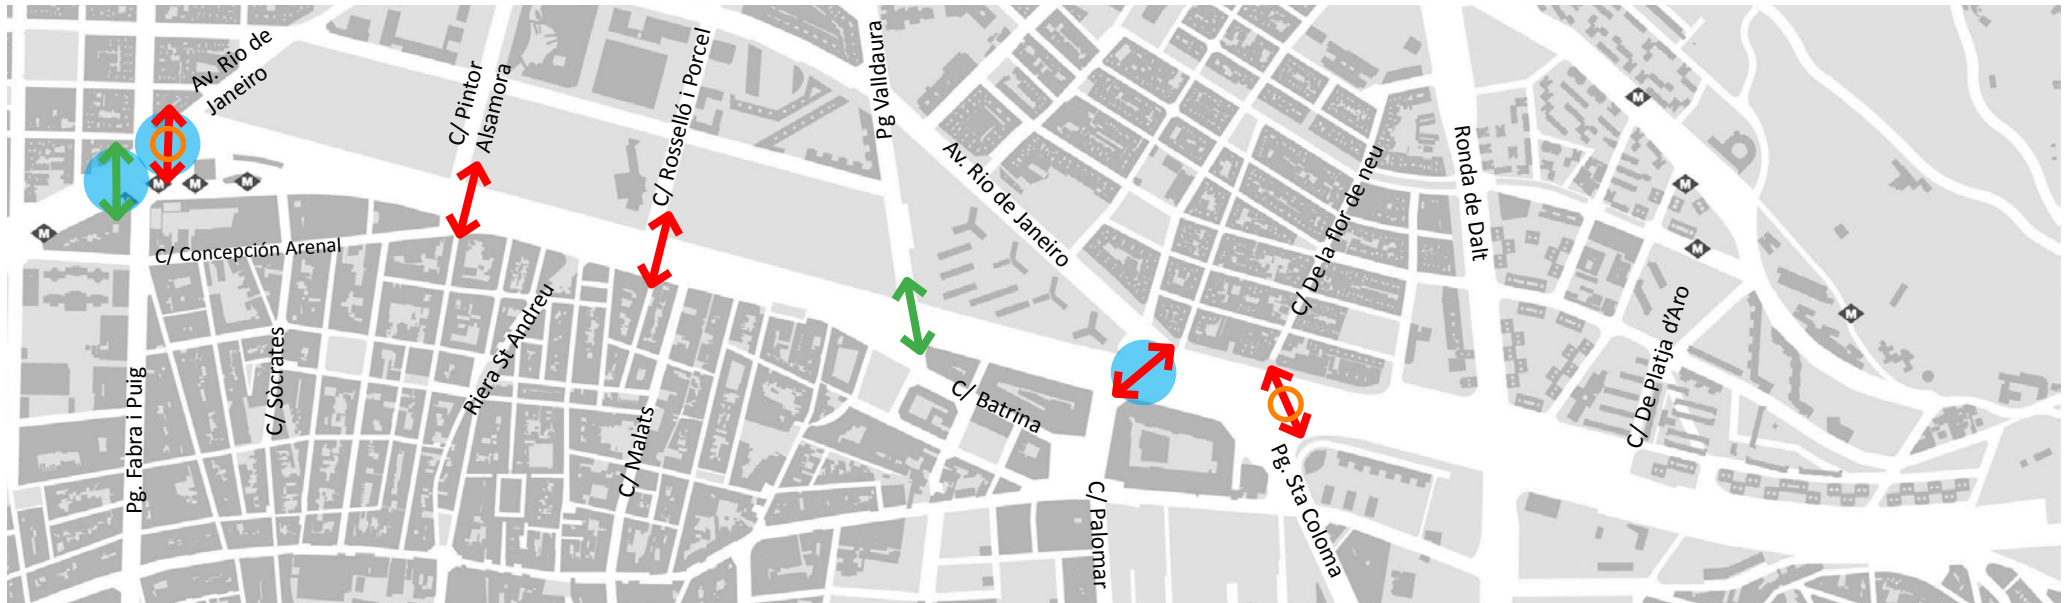 Av. Rio de
Janeiro
C/ Pintor
Alsamora
C/ Rosselló i Porcel
Pg Valldaura
Av. Rio de Janeiro
C/ De la flor de neu
Ronda de Dalt
C/ De Platja d'Aro
M
M
M
M
M
M
M
M
C/ Concepción Arenal
Pg. Fabra i Puig
C/ Sòcrates
Riera St Andreu
C/ Malats
C/ Batrina
C/ Palomar
Pg. Sta Coloma